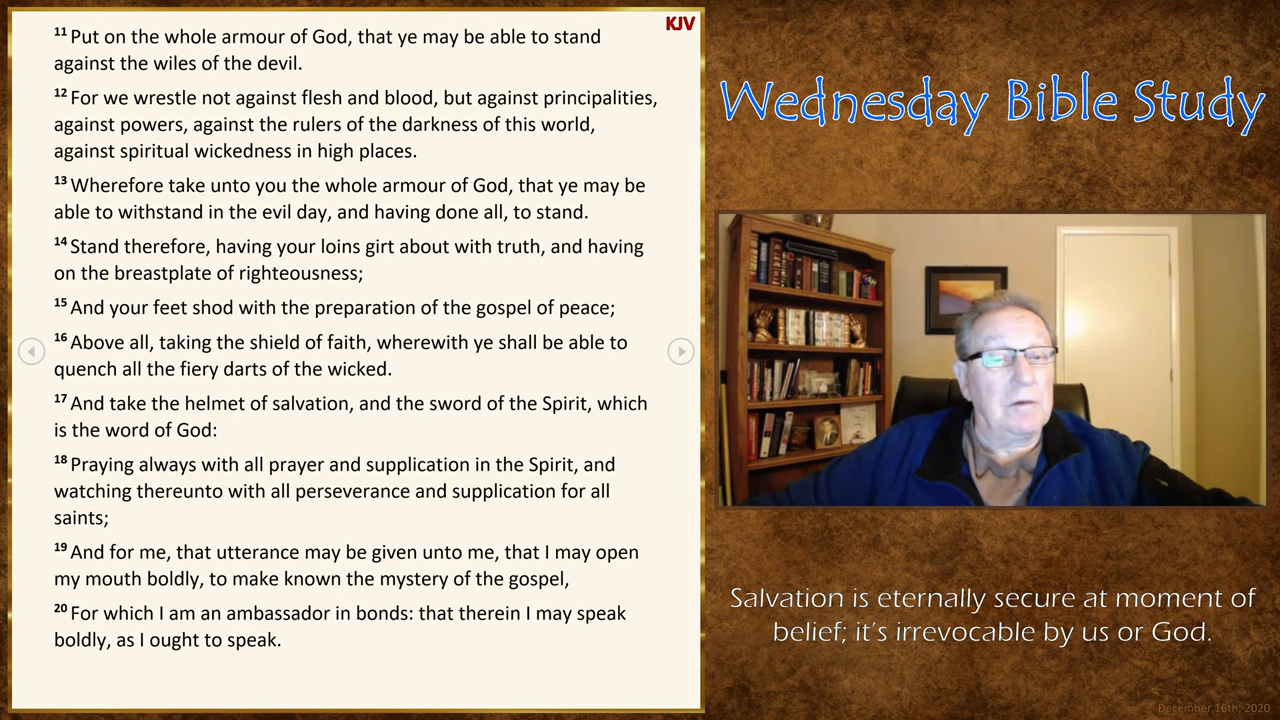 KJV
11 Put on the whole armour of God, that ye may be able to stand
against the wiles of the devil.
12 For we wrestle not against flesh and blood, but against principalities,
against powers, against the rulers of the darkness of this world,
against spiritual wickedness in high places.
13 Wherefore take unto you the whole armour of God, that ye may be
able to withstand in the evil day, and having done all, to stand.
14 Stand therefore, having your loins girt about with truth, and having
on the breastplate of righteousness;
15 And your feet shod with the preparation of the gospel of peace;
16 Above all, taking the shield of faith, wherewith ye shall be able to
quench all the fiery darts of the wicked.
17 And take the helmet of salvation, and the sword of the Spirit, which
is the word of God:
18 Praying always with all prayer and supplication in the Spirit, and
watching thereunto with all perseverance and supplication for all
saints;
19 And for me, that utterance may be given unto me, that I may open
my mouth boldly, to make known the mystery of the gospel,
20 For which I am an ambassador in bonds: that therein I may speak
boldly, as I ought to speak.
Wednesday Bible Study
Salvation is eternally secure at moment of
belief; it's irrevocable by us or God.
December 16th, 2020